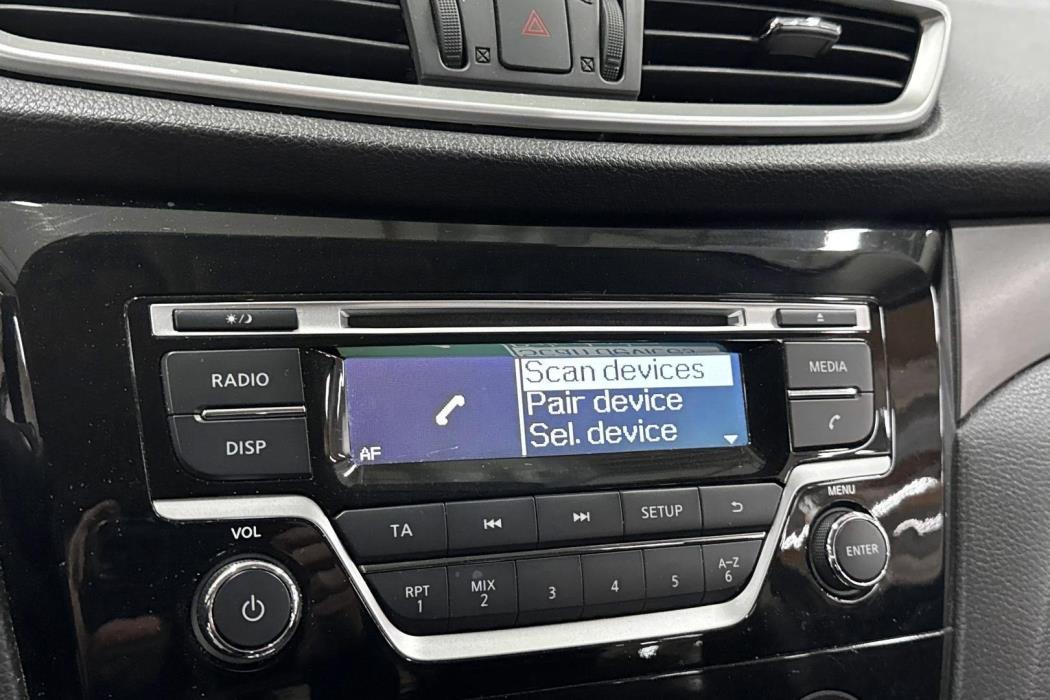 RADIO
DISP
Scan devices
Pair device
Sel. device
AF
MEDIA
VOL
TA
SETUP
MENU
ENTER
RPT
1
MIX
2
3
4
5
A-Z
6